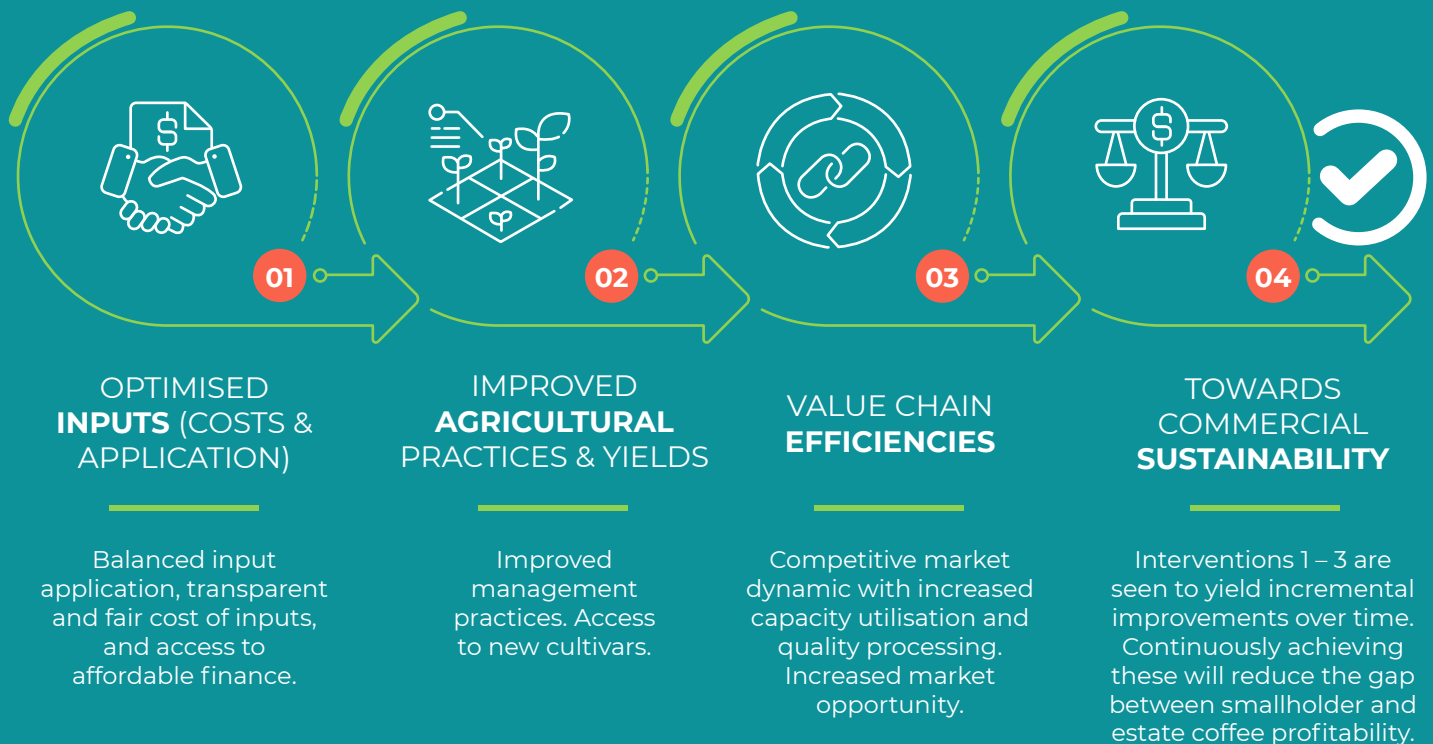 01
OPTIMISED
INPUTS (COSTS &
APPLICATION)
Balanced input
application, transparent
and fair cost of inputs,
and access to
affordable finance.
02
IMPROVED
AGRICULTURAL
PRACTICES & YIELDS
Improved
management
practices. Access
to new cultivars.
03
VALUE CHAIN
EFFICIENCIES
Competitive market
dynamic with increased
capacity utilisation and
quality processing.
Increased market
opportunity.
04
TOWARDS
COMMERCIAL
SUSTAINABILITY
Interventions 1 – 3 are
seen to yield incremental
improvements over time.
Continuously achieving
these will reduce the gap
between smallholder and
estate coffee profitability.